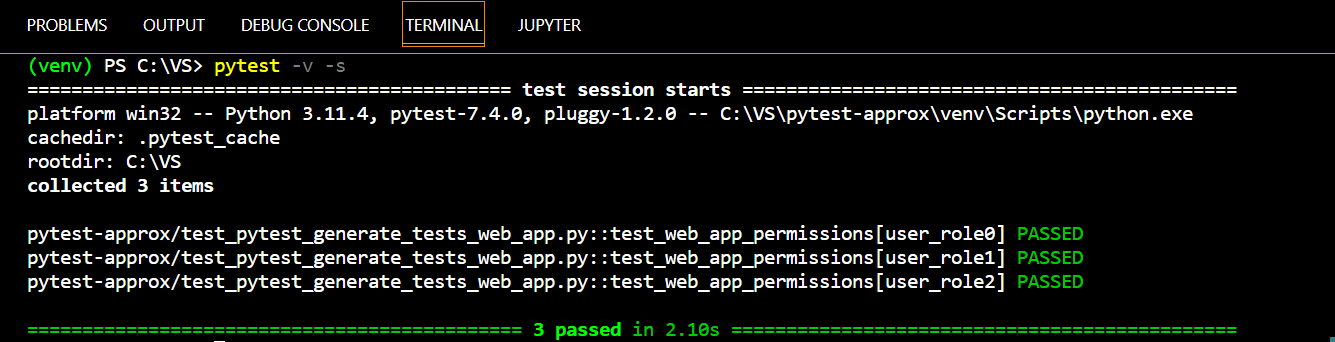 PROBLEMS OUTPUT DEBUG CONSOLE TERMINAL JUPYTER
(venv) PS C:\VS> pytest -v -s
============================================ test session starts =============================================
platform win32 -- Python 3.11.4, pytest-7.4.0, pluggy-1.2.0 -- C:\VS\pytest-approx\venv\Scripts\python.exe
cachedir: .pytest_cache
rootdir: C:\VS
collected 3 items
pytest-approx/test_pytest_generate_tests_web_app.py::test_web_app_permissions[user_role0] PASSED
pytest-approx/test_pytest_generate_tests_web_app.py::test_web_app_permissions[user_role1] PASSED
pytest-approx/test_pytest_generate_tests_web_app.py::test_web_app_permissions[user_role2] PASSED
============================================= 3 passed in 2.10s ==============================================